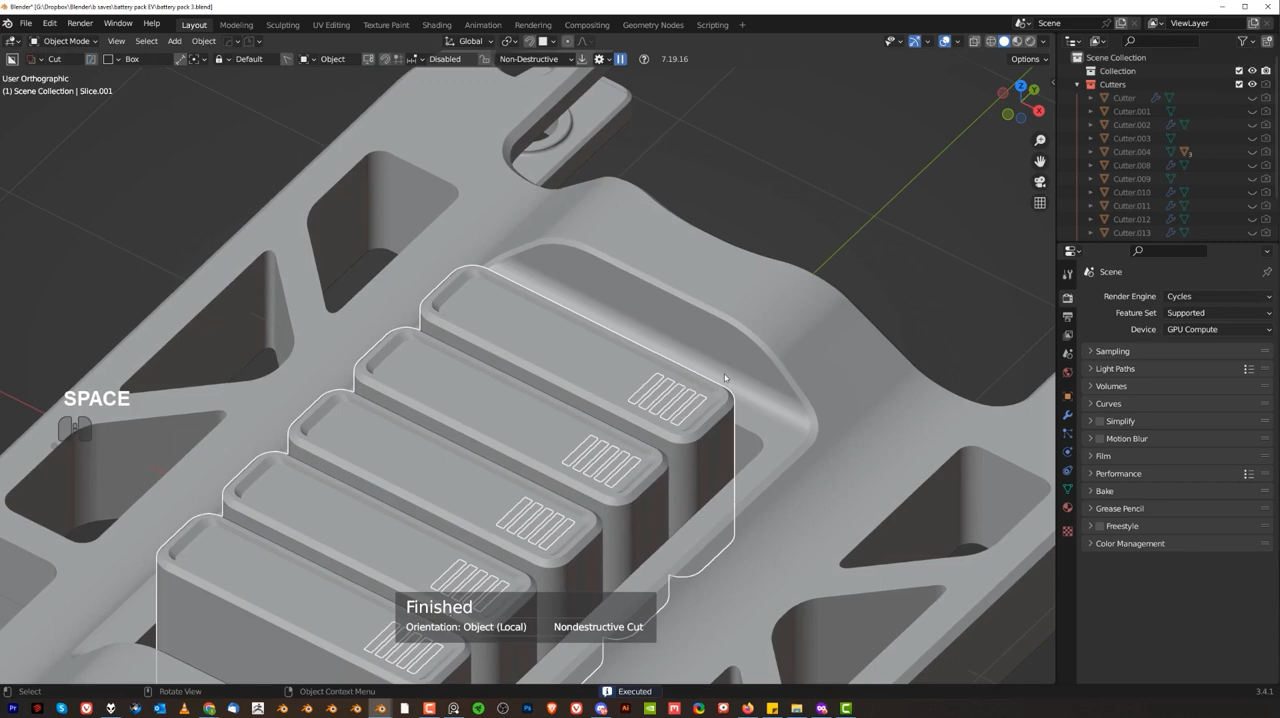 Blender* [G:\Dropbox\Blender\b saves\battery pack EV\battery pack 3.blend]
File Edit Render Window Help Layout Modeling Sculpting UV Editing Texture Paint Shading Animation Rendering Compositing Geometry Nodes Scripting + Scene ViewLayer
Object Mode View Select Add Object Global
Cut Box Default Object Disabled Non-Destructive 7.19.16 Options
User Orthographic
(1) Scene Collection | Slice.001
Z
Y
X
Scene Collection
Collection
Cutters
Cutter
Cutter.001
Cutter.002
Cutter.003
Cutter.004 3
Cutter.008
Cutter.009
Cutter.010
Cutter.011
Cutter.012
Cutter.013
Scene
Render Engine Cycles
Feature Set Supported
Device GPU Compute
Sampling
Light Paths
Volumes
Curves
Simplify
Motion Blur
Film
Performance
Bake
Grease Pencil
Freestyle
Color Management
SPACE
Finished
Orientation: Object (Local) Nondestructive Cut
Select Rotate View Object Context Menu Executed 3.4.1